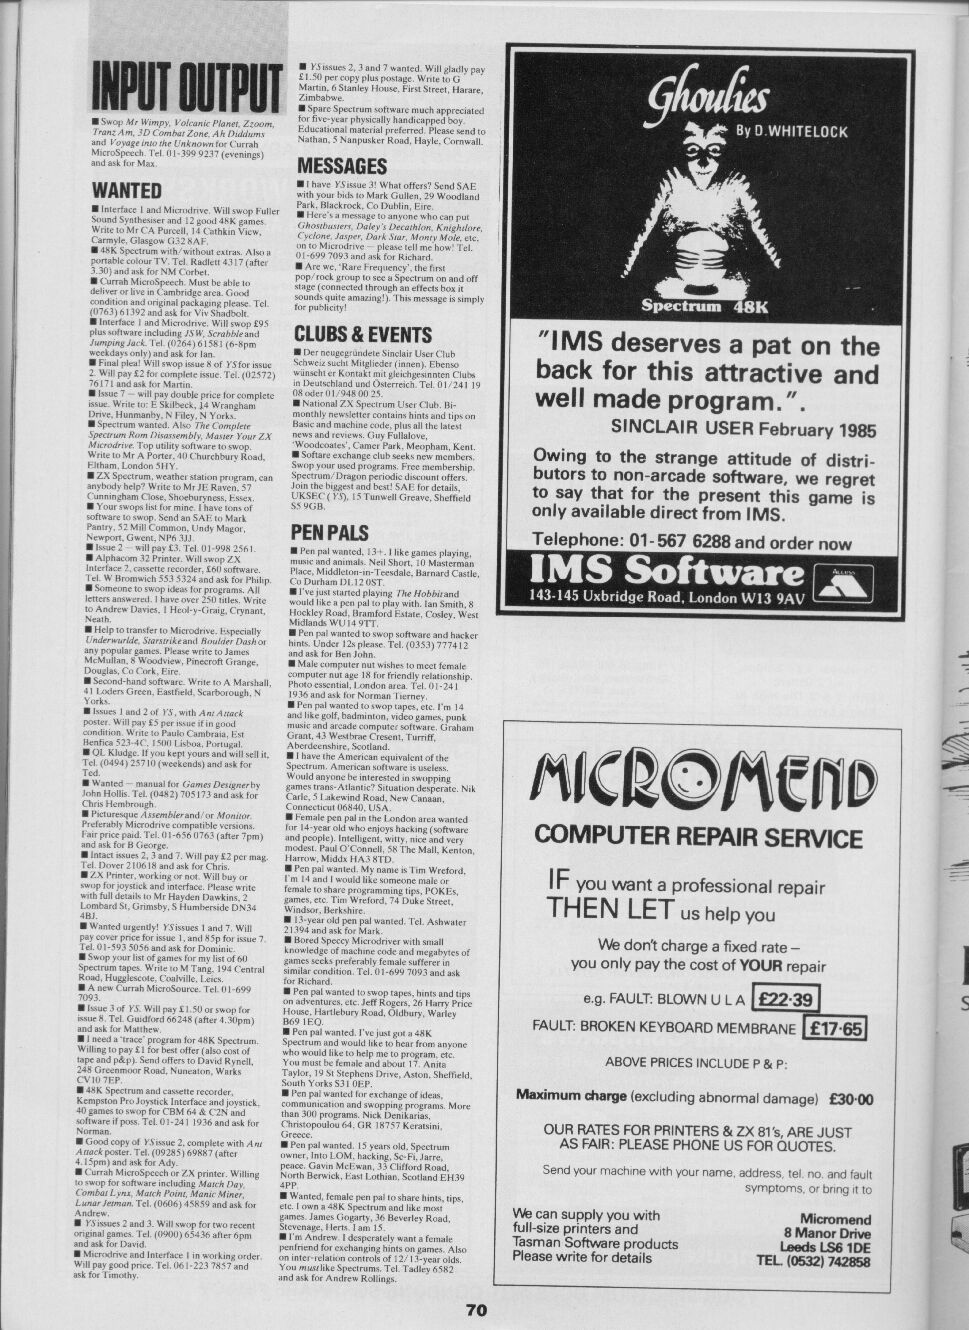 INPUT OUTPUT
■ Swop Mr Wimpy, Volcanic Planet, Zzoom,
Tranz Am, 3D Combat Zone, Ah Diddums
and Voyage into the Unknown for Currah
MicroSpeech. Tel. 01-399 9237 (evenings)
and ask for Max.
WANTED
■ Interface 1 and Microdrive. Will swop Fuller
Sound Synthesiser and 12 good 48K games.
Write to Mr CA Purcell, 14 Cathkin View,
Carmyle, Glasgow G32 8AF.
■ 48K Spectrum with/without extras. Also a
portable colour TV. Tel. Radlett 4317 (after
3.30) and ask for NM Corbet.
■ Currah MicroSpeech. Must be able to
deliver or live in Cambridge area. Good
condition and original packaging please. Tel.
(0763) 61392 and ask for Viv Shadbolt.
■ Interface 1 and Microdrive. Will swop £95
plus software including JSW, Scrabble and
Jumping Jack. Tel. (0264) 61581 (6-8pm
weekdays only) and ask for Ian.
■ Final plea! Will swop issue 8 of YS for issue
2. Will pay £2 for complete issue. Tel. (02572)
76171 and ask for Martin.
■ Issue 7 — will pay double price for complete
issue. Write to: E Skilbeck, 14 Wrangham
Drive, Hunmanby, N Filey, N Yorks.
■ Spectrum wanted. Also The Complete
Spectrum Rom Disassembly, Master Your ZX
Microdrive. Top utility software to swop.
Write to Mr A Porter, 40 Churchbury Road,
Eltham, London 5HY.
■ ZX Spectrum, weather station program, can
anybody help? Write to Mr JE Raven, 57
Cunningham Close, Shoeburyness, Essex.
■ Your swops list for mine. I have tons of
software to swop. Send an SAE to Mark
Pantry, 52 Mill Common, Undy Magor,
Newport, Gwent, NP6 3JJ.
■ Issue 2 — will pay £3. Tel. 01-998 2561.
■ Alphacom 32 Printer. Will swop ZX
Interface 2, cassette recorder, £60 software.
Tel. W Bromwich 553 5324 and ask for Philip.
■ Someone to swop ideas for programs. All
letters answered. I have over 250 titles. Write
to Andrew Davies, 1 Heol-y-Graig, Crynant,
Neath.
■ Help to transfer to Microdrive. Especially
Underwurlde, Starstrike and Boulder Dash or
any popular games. Please write to James
McMullan, 8 Woodview, Pinecroft Grange,
Douglas, Co Cork, Eire.
■ Second-hand software. Write to A Marshall,
41 Loders Green, Eastfield, Scarborough, N
Yorks.
■ Issues 1 and 2 of YS, with Ant Attack
poster. Will pay £5 per issue if in good
condition. Write to Paulo Cambraia, Est
Benfica 523-4C, 1500 Lisboa, Portugal.
■ QL Kludge. If you kept yours and will sell it,
Tel. (0494) 25710 (weekends) and ask for
Ted.
■ Wanted — manual for Games Designer by
John Hollis. Tel. (0482) 705173 and ask for
Chris Hembrough.
■ Picturesque Assembler and/or Monitor.
Preferably Microdrive compatible versions.
Fair price paid. Tel. 01-656 0763 (after 7pm)
and ask for B George.
■ Intact issues 2, 3 and 7. Will pay £2 per mag.
Tel. Dover 210618 and ask for Chris.
■ ZX Printer, working or not. Will buy or
swop for joystick and interface. Please write
with full details to Mr Hayden Dawkins, 2
Lombard St, Grimsby, S Humberside DN34
4BJ.
■ Wanted urgently! YS issues 1 and 7. Will
pay cover price for issue 1, and 85p for issue 7.
Tel. 01-593 5056 and ask for Dominic.
■ Swop your list of games for my list of 60
Spectrum tapes. Write to M Tang, 194 Central
Road, Hugglescote, Coalville, Leics.
■ A new Currah MicroSource. Tel. 01-699
7093.
■ Issue 3 of YS. Will pay £1.50 or swop for
issue 8. Tel. Guidford 66248 (after 4.30pm)
and ask for Matthew.
■ I need a 'trace' program for 48K Spectrum.
Willing to pay £1 for best offer (also cost of
tape and p&p). Send offers to David Rynell,
248 Greenmoor Road, Nuneaton, Warks
CV10 7EP.
■ 48K Spectrum and cassette recorder,
Kempston Pro Joystick Interface and joystick,
40 games to swop for CBM 64 & C2N and
software if poss. Tel. 01-241 1936 and ask for
Norman.
■ Good copy of YS issue 2, complete with Ant
Attack poster. Tel. (09285) 69887 (after
4.15pm) and ask for Ady.
■ Currah MicroSpeech or ZX printer. Willing
to swop for software including Match Day,
Combat Lynx, Match Point, Manic Miner,
Lunar Jetman. Tel. (0606) 45859 and ask for
Andrew.
■ YS issues 2 and 3. Will swop for two recent
original games. Tel. (0900) 65436 after 6pm
and ask for David.
■ Microdrive and Interface 1 in working order.
Will pay good price. Tel. 061-223 7857 and
ask for Timothy.
■ YS issues 2, 3 and 7 wanted. Will gladly pay
£1.50 per copy plus postage. Write to G
Martin, 6 Stanley House, First Street, Harare,
Zimbabwe.
■ Spare Spectrum software much appreciated
for five-year physically handicapped boy.
Educational material preferred. Please send to
Nathan, 5 Nanpusker Road, Hayle, Cornwall.
MESSAGES
■ I have YS issue 3! What offers? Send SAE
with your bids to Mark Gullen, 29 Woodland
Park, Blackrock, Co Dublin, Eire.
■ Here's a message to anyone who can put
Ghostbusters, Daley's Decathlon, Knightlore,
Cyclone, Jasper, Dark Star, Monty Mole, etc,
on to Microdrive — please tell me how! Tel.
01-699 7093 and ask for Richard.
■ Are we, 'Rare Frequency', the first
pop/rock group to see a Spectrum on and off
stage (connected through an effects box it
sounds quite amazing!). This message is simply
for publicity!
CLUBS & EVENTS
■ Der neugegründete Sinclair User Club
Schweiz sucht Mitglieder (innen). Ebenso
wünscht er Kontakt mit gleichgesinnten Clubs
in Deutschland und Österreich. Tel. 01/241 19
08 oder 01/948 00 25.
■ National ZX Spectrum User Club. Bi-
monthly newsletter contains hints and tips on
Basic and machine code, plus all the latest
news and reviews. Guy Fullalove,
'Woodcoates', Camer Park, Meopham, Kent.
■ Softare exchange club seeks new members.
Swop your used programs. Free membership.
Spectrum/Dragon periodic discount offers.
Join the biggest and best! SAE for details,
UKSEC (YS), 15 Tunwell Greave, Sheffield
S5 9GB.
PEN PALS
■ Pen pal wanted, 13+. I like games playing,
music and animals. Neil Short, 10 Masterman
Place, Middleton-in-Teesdale, Barnard Castle,
Co Durham DL12 0ST.
■ I've just started playing The Hobbit and
would like a pen pal to play with. Ian Smith, 8
Hockley Road, Bramford Estate, Cosley, West
Midlands WU14 9TT.
■ Pen pal wanted to swop software and hacker
hints. Under 12s please. Tel. (0353) 777412
and ask for Ben John.
■ Male computer nut wishes to meet female
computer nut age 18 for friendly relationship.
Photo essential, London area. Tel. 01-241
1936 and ask for Norman Tierney.
■ Pen pal wanted to swop tapes, etc. I'm 14
and like golf, badminton, video games, punk
music and arcade computer software. Graham
Grant, 43 Westbrae Cresent, Turriff,
Aberdeenshire, Scotland.
■ I have the American equivalent of the
Spectrum. American software is useless.
Would anyone be interested in swopping
games trans-Atlantic? Situation desperate. Nik
Carle, 5 Lakewind Road, New Canaan,
Connecticut 06840, USA.
■ Female pen pal in the London area wanted
for 14-year old who enjoys hacking (software
and people). Intelligent, witty, nice and very
modest. Paul O'Connell, 58 The Mall, Kenton,
Harrow, Middx HA3 8TD.
■ Pen pal wanted. My name is Tim Wreford,
I'm 14 and I would like someone male or
female to share programming tips, POKEs,
games, etc. Tim Wreford, 74 Duke Street,
Windsor, Berkshire.
■ 13-year old pen pal wanted. Tel. Ashwater
21394 and ask for Mark.
■ Bored Speccy Microdriver with small
knowledge of machine code and megabytes of
games seeks preferably female sufferer in
similar condition. Tel. 01-699 7093 and ask
for Richard.
■ Pen pal wanted to swop tapes, hints and tips
on adventures, etc. Jeff Rogers, 26 Harry Price
House, Hartlebury Road, Oldbury, Warley
B69 1EQ.
■ Pen pal wanted. I've just got a 48K
Spectrum and would like to hear from anyone
who would like to help me to program, etc.
You must be female and about 17. Anita
Taylor, 19 St Stephens Drive, Aston, Sheffield,
South Yorks S31 0EP.
■ Pen pal wanted for exchange of ideas,
communication and swopping programs. More
than 300 programs. Nick Denikarias,
Christopoulou 64, GR 18757 Keratsini,
Greece.
■ Pen pal wanted. 15 years old, Spectrum
owner, Into LOM, hacking, Sc-Fi, Jarre,
peace. Gavin McEwan, 33 Clifford Road,
North Berwick, East Lothian, Scotland EH39
4PP.
■ Wanted, female pen pal to share hints, tips,
etc. I own a 48K Spectrum and like most
games. James Gogarty, 36 Beverley Road,
Stevenage, Herts. I am 15.
■ I'm Andrew. I desperately want a female
penfriend for exchanging hints on games. Also
on inter-relation controls of 12/13-year olds.
You must like Spectrums. Tel. Tadley 6582
and ask for Andrew Rollings.
Ghoulies
By D.WHITELOCK
Spectrum 48K
"IMS deserves a pat on the
back for this attractive and
well made program.".
SINCLAIR USER February 1985
Owing to the strange attitude of distri-
butors to non-arcade software, we regret
to say that for the present this game is
only available direct from IMS.
Telephone: 01-567 6288 and order now
IMS Software
143-145 Uxbridge Road, London W13 9AV
Access
MICROMEND
COMPUTER REPAIR SERVICE
IF you want a professional repair
THEN LET us help you
We don't charge a fixed rate –
you only pay the cost of YOUR repair
e.g. FAULT: BLOWN U L A £22·39
FAULT: BROKEN KEYBOARD MEMBRANE £17·65
ABOVE PRICES INCLUDE P & P:
Maximum charge (excluding abnormal damage) £30·00
OUR RATES FOR PRINTERS & ZX 81's, ARE JUST
AS FAIR: PLEASE PHONE US FOR QUOTES.
Send your machine with your name, address, tel. no. and fault
symptoms, or bring it to
We can supply you with
full-size printers and
Tasman Software products
Please write for details
Micromend
8 Manor Drive
Leeds LS6 1DE
TEL. (0532) 742858
70